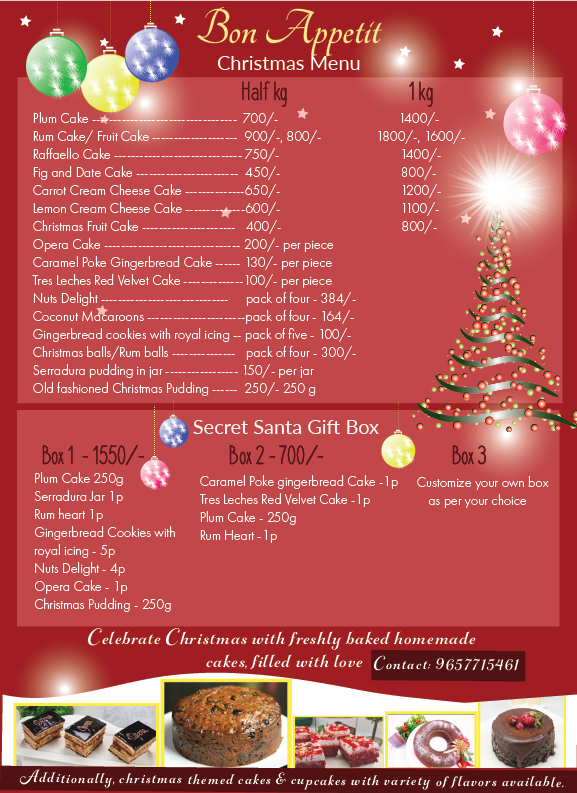 Bon Appetit
Christmas Menu
Half kg 1 kg
Plum Cake -------------------------------- 700/- 1400/-
Rum Cake/ Fruit Cake ------------------- 900/-, 800/- 1800/-, 1600/-
Raffaello Cake ----------------------------- 750/- 1400/-
Fig and Date Cake ----------------------- 450/- 800/-
Carrot Cream Cheese Cake --------------650/- 1200/-
Lemon Cream Cheese Cake --------------600/- 1100/-
Christmas Fruit Cake --------------------- 400/- 800/-
Opera Cake ------------------------------- 200/- per piece
Caramel Poke Gingerbread Cake ------ 130/- per piece
Tres Leches Red Velvet Cake --------------100/- per piece
Nuts Delight ----------------------------- pack of four - 384/-
Coconut Macaroons ----------------------pack of four - 164/-
Gingerbread cookies with royal icing -- pack of five - 100/-
Christmas balls/Rum balls -------------- pack of four - 300/-
Serradura pudding in jar ----------------- 150/- per jar
Old fashioned Christmas Pudding ------ 250/- 250 g
Secret Santa Gift Box
Box 1 - 1550/-
Plum Cake 250g
Serradura Jar 1p
Rum heart 1p
Gingerbread Cookies with
royal icing - 5p
Nuts Delight - 4p
Opera Cake - 1p
Christmas Pudding - 250g
Box 2 - 700/-
Caramel Poke gingerbread Cake -1p
Tres Leches Red Velvet Cake -1p
Plum Cake - 250g
Rum Heart - 1p
Box 3
Customize your own box
as per your choice
Celebrate Christmas with freshly baked homemade
cakes, filled with love Contact: 9657715461
Additionally, christmas themed cakes & cupcakes with variety of flavors available.